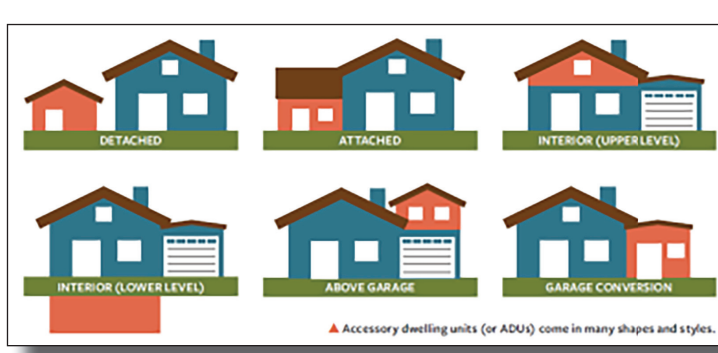 DETACHED
ATTACHED
INTERIOR (UPPER LEVEL)
INTERIOR (LOWER LEVEL)
ABOVE GARAGE
GARAGE CONVERSION
▲ Accessory dwelling units (or ADUs) come in many shapes and styles.